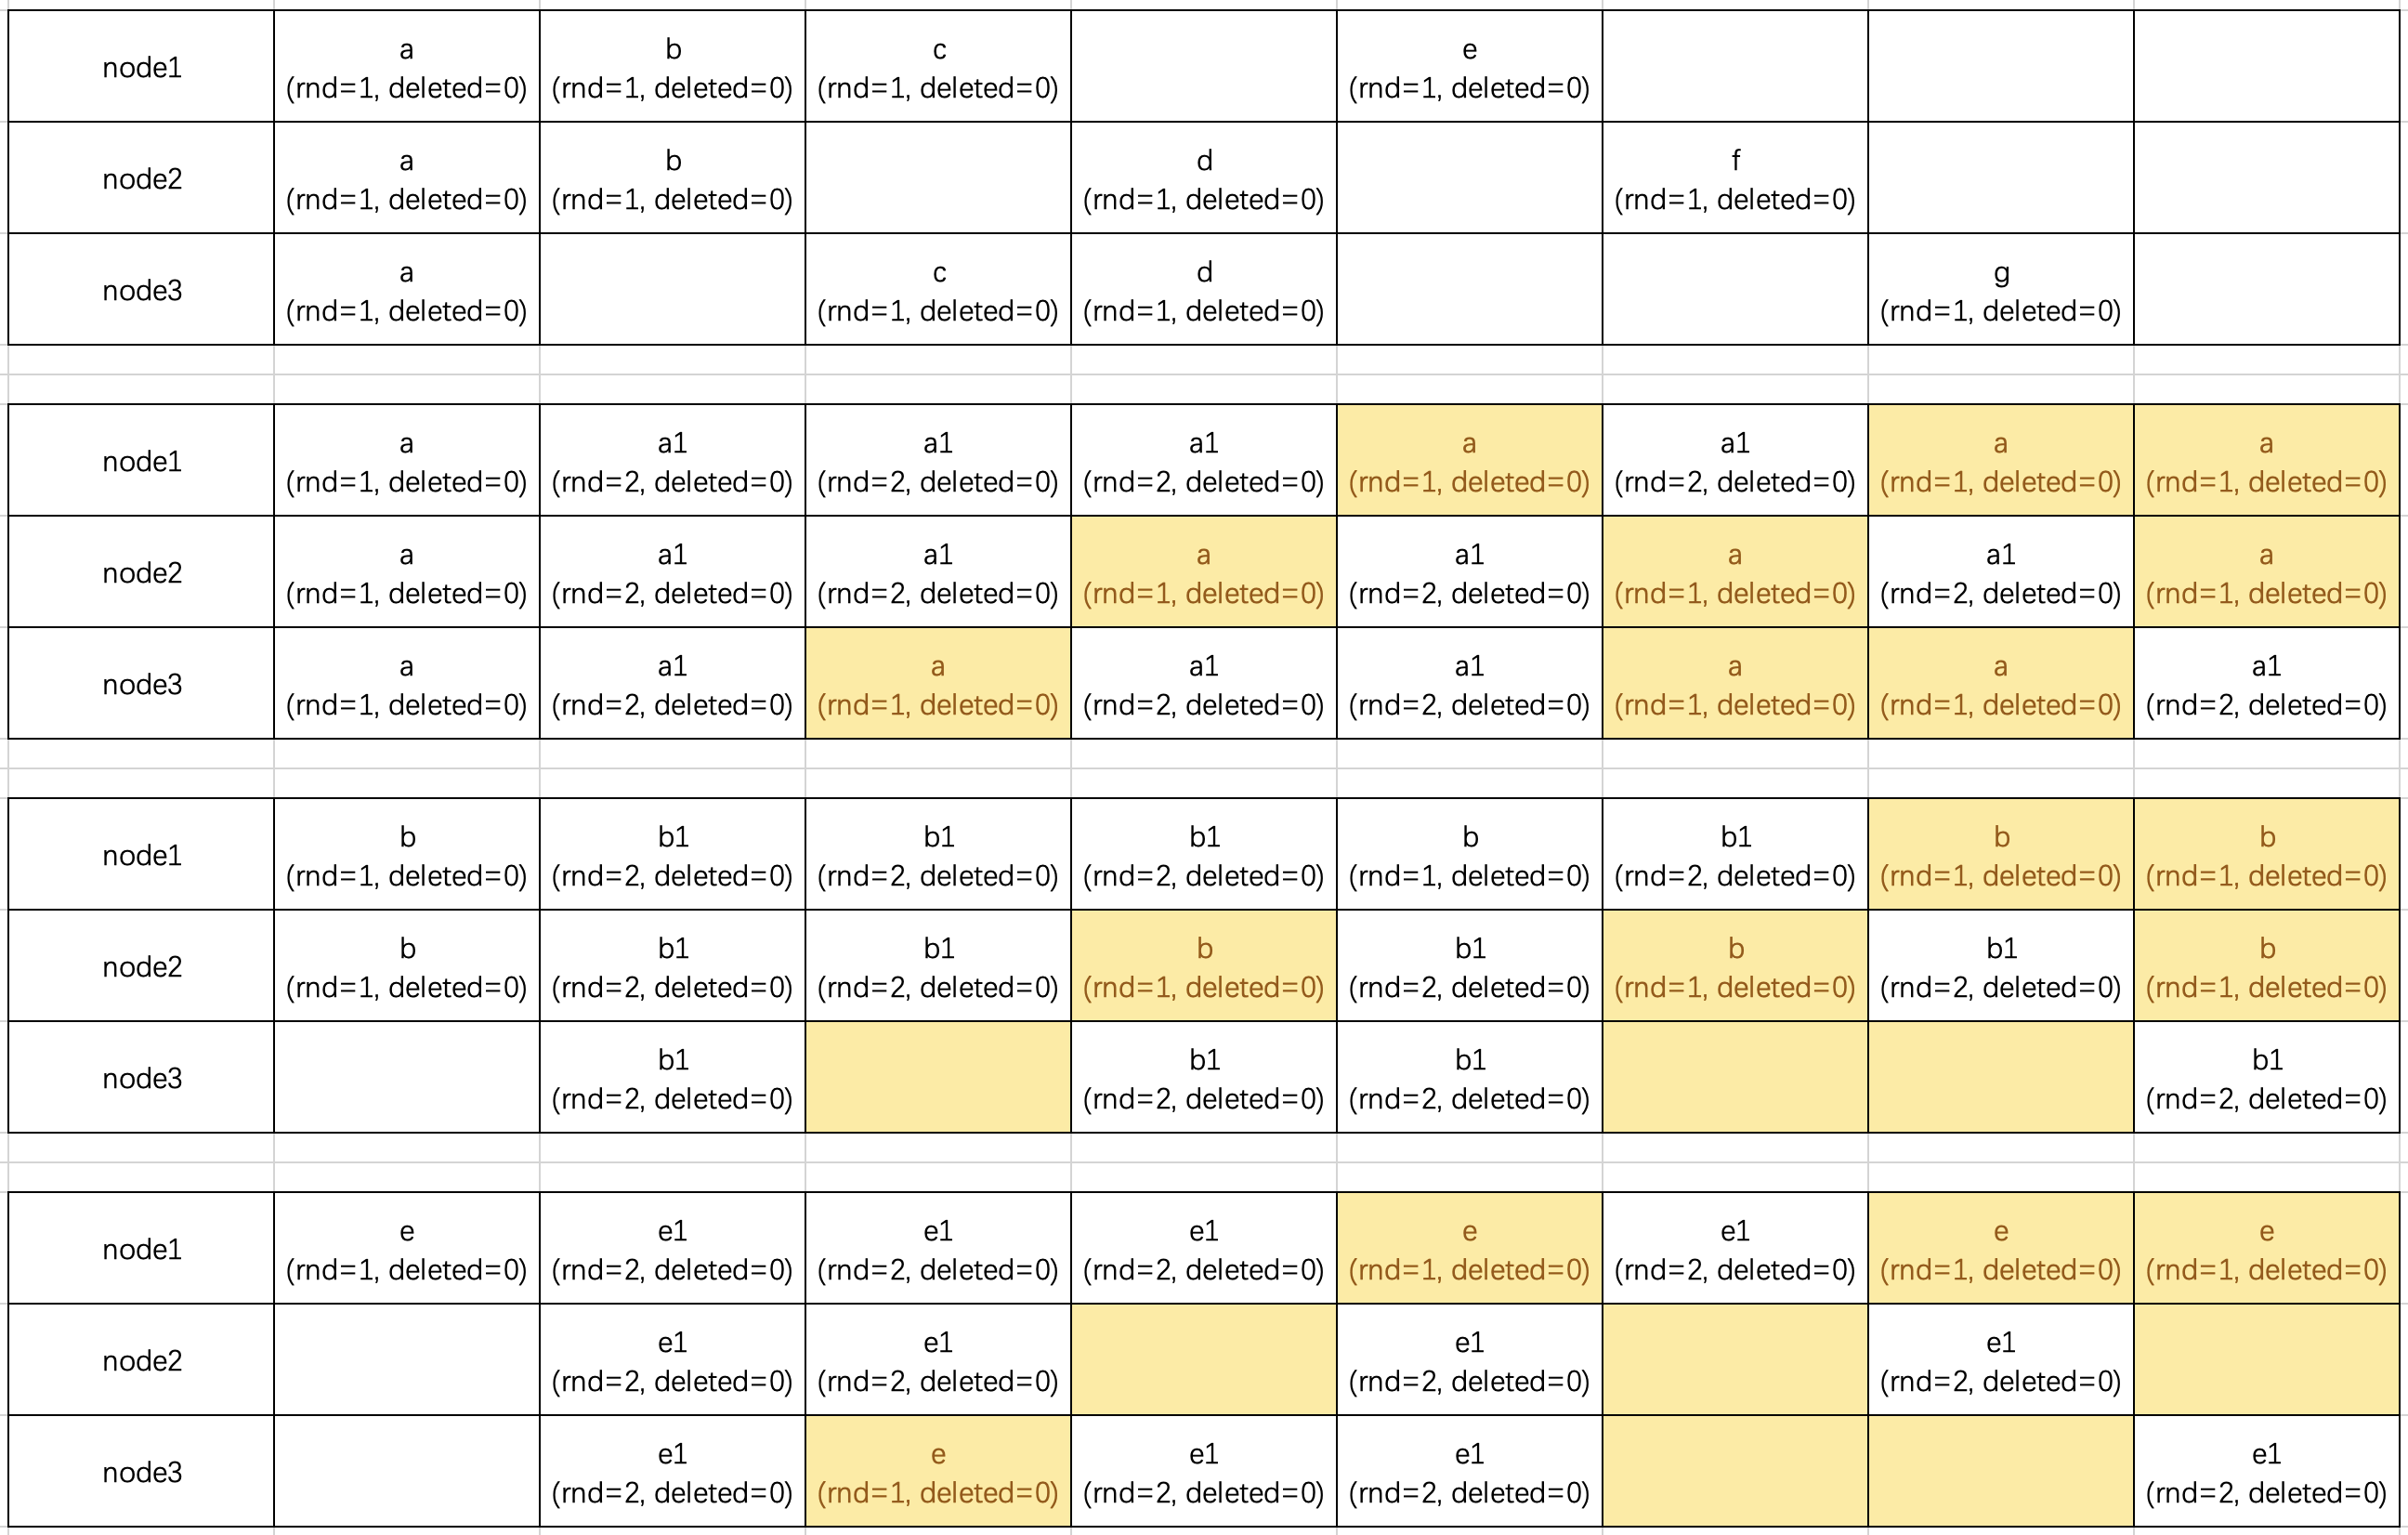 node1
a
(rnd=1, deleted=0)
b
(rnd=1, deleted=0)
c
(rnd=1, deleted=0)
e
(rnd=1, deleted=0)
node2
a
(rnd=1, deleted=0)
b
(rnd=1, deleted=0)
d
(rnd=1, deleted=0)
f
(rnd=1, deleted=0)
node3
a
(rnd=1, deleted=0)
c
(rnd=1, deleted=0)
d
(rnd=1, deleted=0)
g
(rnd=1, deleted=0)
node1
a
(rnd=1, deleted=0)
a1
(rnd=2, deleted=0)
a1
(rnd=2, deleted=0)
a1
(rnd=2, deleted=0)
a
(rnd=1, deleted=0)
a1
(rnd=2, deleted=0)
a
(rnd=1, deleted=0)
a
(rnd=1, deleted=0)
node2
a
(rnd=1, deleted=0)
a1
(rnd=2, deleted=0)
a1
(rnd=2, deleted=0)
a
(rnd=1, deleted=0)
a1
(rnd=2, deleted=0)
a
(rnd=1, deleted=0)
a1
(rnd=2, deleted=0)
a
(rnd=1, deleted=0)
node3
a
(rnd=1, deleted=0)
a1
(rnd=2, deleted=0)
a
(rnd=1, deleted=0)
a1
(rnd=2, deleted=0)
a1
(rnd=2, deleted=0)
a
(rnd=1, deleted=0)
a
(rnd=1, deleted=0)
a1
(rnd=2, deleted=0)
node1
b
(rnd=1, deleted=0)
b1
(rnd=2, deleted=0)
b1
(rnd=2, deleted=0)
b1
(rnd=2, deleted=0)
b
(rnd=1, deleted=0)
b1
(rnd=2, deleted=0)
b
(rnd=1, deleted=0)
b
(rnd=1, deleted=0)
node2
b
(rnd=1, deleted=0)
b1
(rnd=2, deleted=0)
b1
(rnd=2, deleted=0)
b
(rnd=1, deleted=0)
b1
(rnd=2, deleted=0)
b
(rnd=1, deleted=0)
b1
(rnd=2, deleted=0)
b
(rnd=1, deleted=0)
node3
b1
(rnd=2, deleted=0)
b1
(rnd=2, deleted=0)
b1
(rnd=2, deleted=0)
b1
(rnd=2, deleted=0)
node1
e
(rnd=1, deleted=0)
e1
(rnd=2, deleted=0)
e1
(rnd=2, deleted=0)
e1
(rnd=2, deleted=0)
e
(rnd=1, deleted=0)
e1
(rnd=2, deleted=0)
e
(rnd=1, deleted=0)
e
(rnd=1, deleted=0)
node2
e1
(rnd=2, deleted=0)
e1
(rnd=2, deleted=0)
e1
(rnd=2, deleted=0)
e1
(rnd=2, deleted=0)
node3
e1
(rnd=2, deleted=0)
e
(rnd=1, deleted=0)
e1
(rnd=2, deleted=0)
e1
(rnd=2, deleted=0)
e1
(rnd=2, deleted=0)